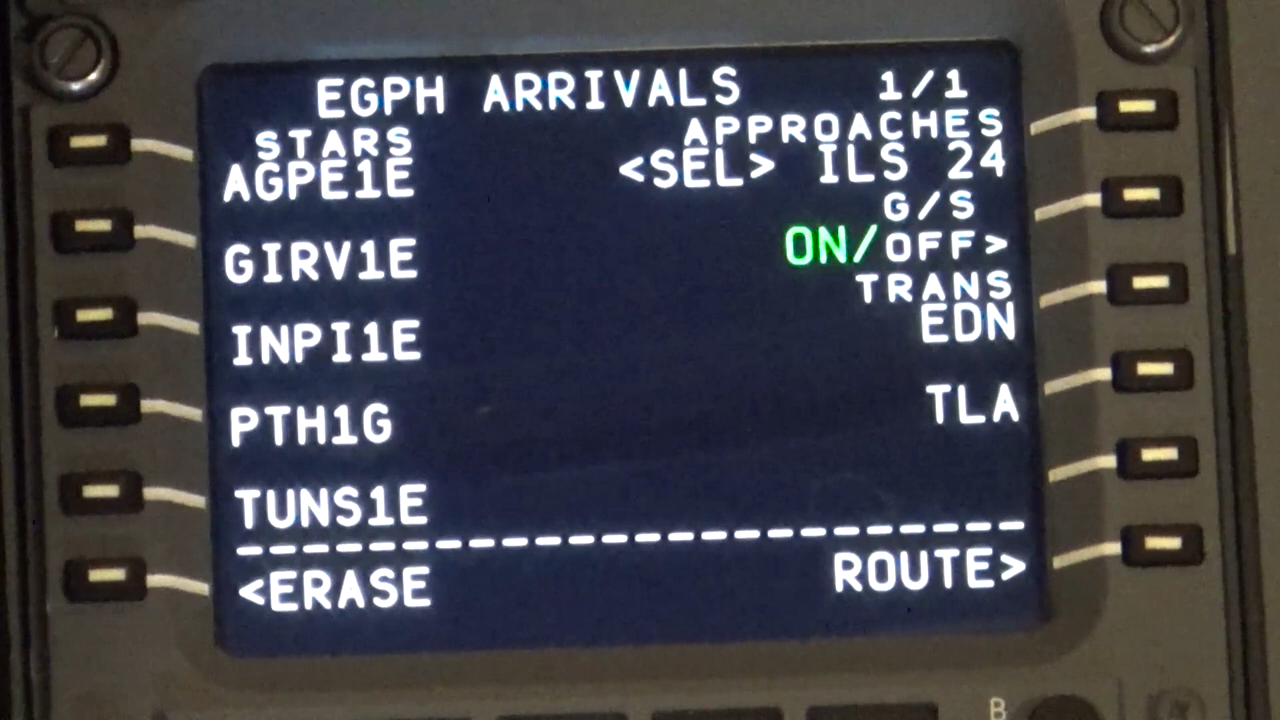 EGPH ARRIVALS 1/1
STARS APPROACHES
AGPE1E <SEL> ILS 24
G/S
GIRV1E ON/OFF>
TRANS
INPI1E EDN
PTH1G TLA
TUNS1E
------------------------
<ERASE ROUTE>
B